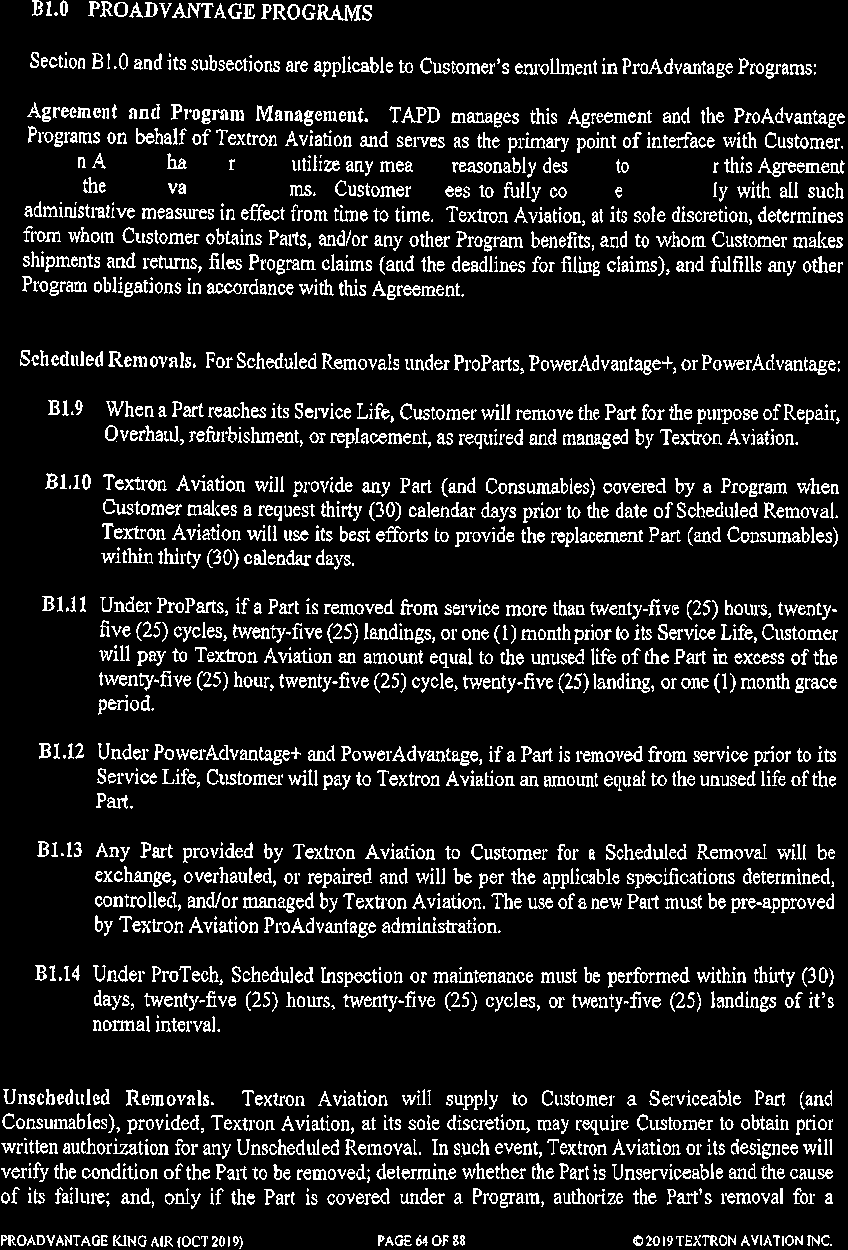 B1.0 PROADVANTAGE PROGRAMS
Section B1.0 and its subsections are applicable to Customer's enrollment in ProAdvantage Programs:
Agreement and Program Management. TAPD manages this Agreement and the ProAdvantage
Programs on behalf of Textron Aviation and serves as the primary point of interface with Customer.
n A ha r utilize any mea reasonably des to r this Agreement
the va ms. Customer ees to fully co e ly with all such
administrative measures in effect from time to time. Textron Aviation, at its sole discretion, determines
from whom Customer obtains Parts, and/or any other Program benefits, and to whom Customer makes
shipments and returns, files Program claims (and the deadlines for filing claims), and fulfills any other
Program obligations in accordance with this Agreement.
Scheduled Removals. For Scheduled Removals under ProParts, PowerAdvantage+, or PowerAdvantage:
B1.9 When a Part reaches its Service Life, Customer will remove the Part for the purpose of Repair,
Overhaul, refurbishment, or replacement, as required and managed by Textron Aviation.
B1.10 Textron Aviation will provide any Part (and Consumables) covered by a Program when
Customer makes a request thirty (30) calendar days prior to the date of Scheduled Removal.
Textron Aviation will use its best efforts to provide the replacement Part (and Consumables)
within thirty (30) calendar days.
B1.11 Under ProParts, if a Part is removed from service more than twenty-five (25) hours, twenty-
five (25) cycles, twenty-five (25) landings, or one (1) month prior to its Service Life, Customer
will pay to Textron Aviation an amount equal to the unused life of the Part in excess of the
twenty-five (25) hour, twenty-five (25) cycle, twenty-five (25) landing, or one (1) month grace
period.
B1.12 Under PowerAdvantage+ and PowerAdvantage, if a Part is removed from service prior to its
Service Life, Customer will pay to Textron Aviation an amount equal to the unused life of the
Part.
B1.13 Any Part provided by Textron Aviation to Customer for a Scheduled Removal will be
exchange, overhauled, or repaired and will be per the applicable specifications determined,
controlled, and/or managed by Textron Aviation. The use of a new Part must be pre-approved
by Textron Aviation ProAdvantage administration.
B1.14 Under ProTech, Scheduled Inspection or maintenance must be performed within thirty (30)
days, twenty-five (25) hours, twenty-five (25) cycles, or twenty-five (25) landings of it's
normal interval.
Unscheduled Removals. Textron Aviation will supply to Customer a Serviceable Part (and
Consumables), provided, Textron Aviation, at its sole discretion, may require Customer to obtain prior
written authorization for any Unscheduled Removal. In such event, Textron Aviation or its designee will
verify the condition of the Part to be removed; determine whether the Part is Unserviceable and the cause
of its failure; and, only if the Part is covered under a Program, authorize the Part's removal for a
PROADVANTAGE KING AIR (OCT 2019) PAGE 64 OF 88 © 2019 TEXTRON AVIATION INC.